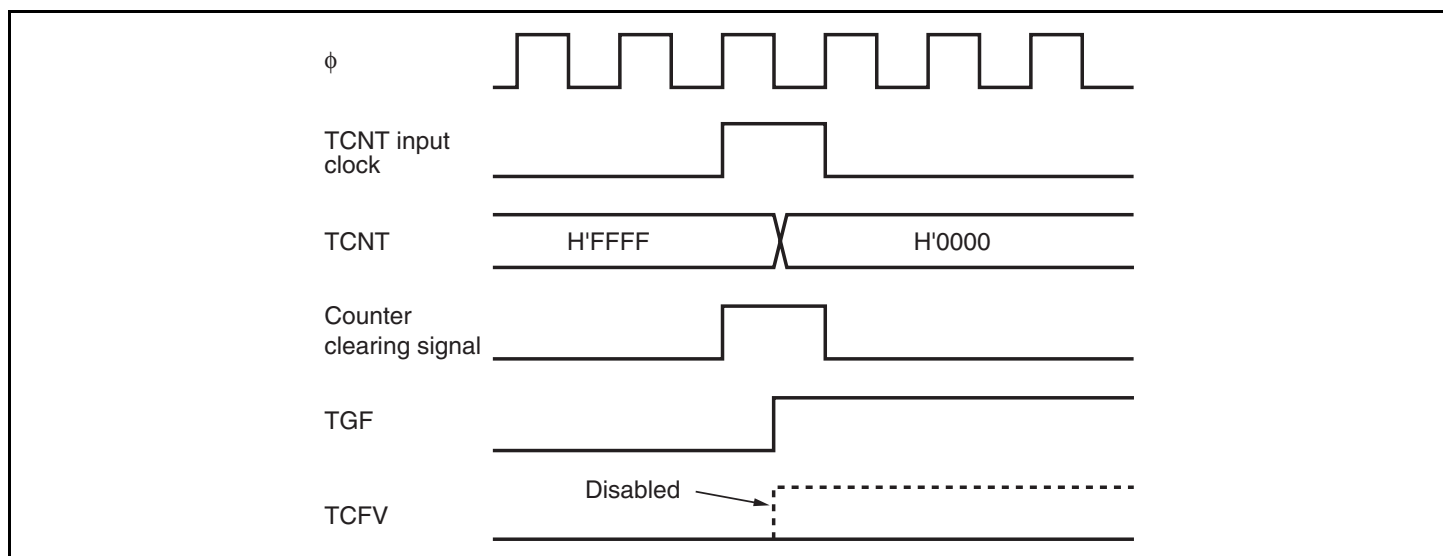 ϕ
TCNT input
clock
TCNT
H'FFFF
H'0000
Counter
clearing signal
TGF
Disabled
TCFV